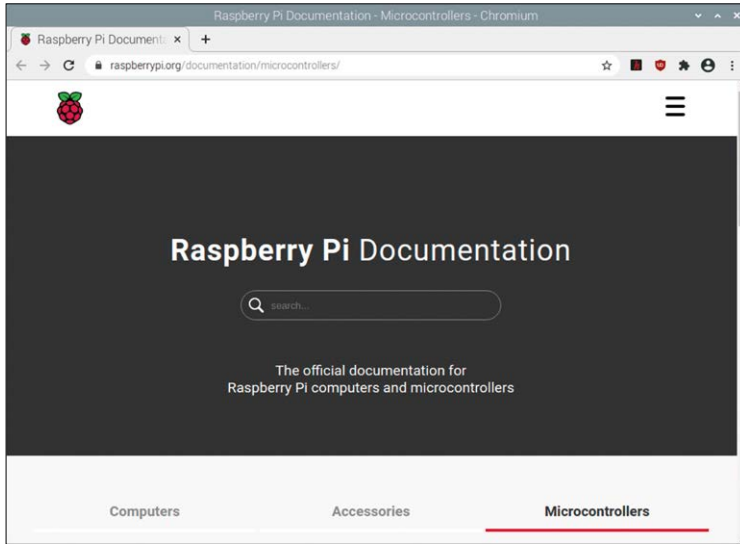 Raspberry Pi Documentation - Microcontrollers - Chromium
Raspberry Pi Documenta
raspberrypi.org/documentation/microcontrollers/
Raspberry Pi Documentation
search...
The official documentation for
Raspberry Pi computers and microcontrollers
Computers Accessories Microcontrollers